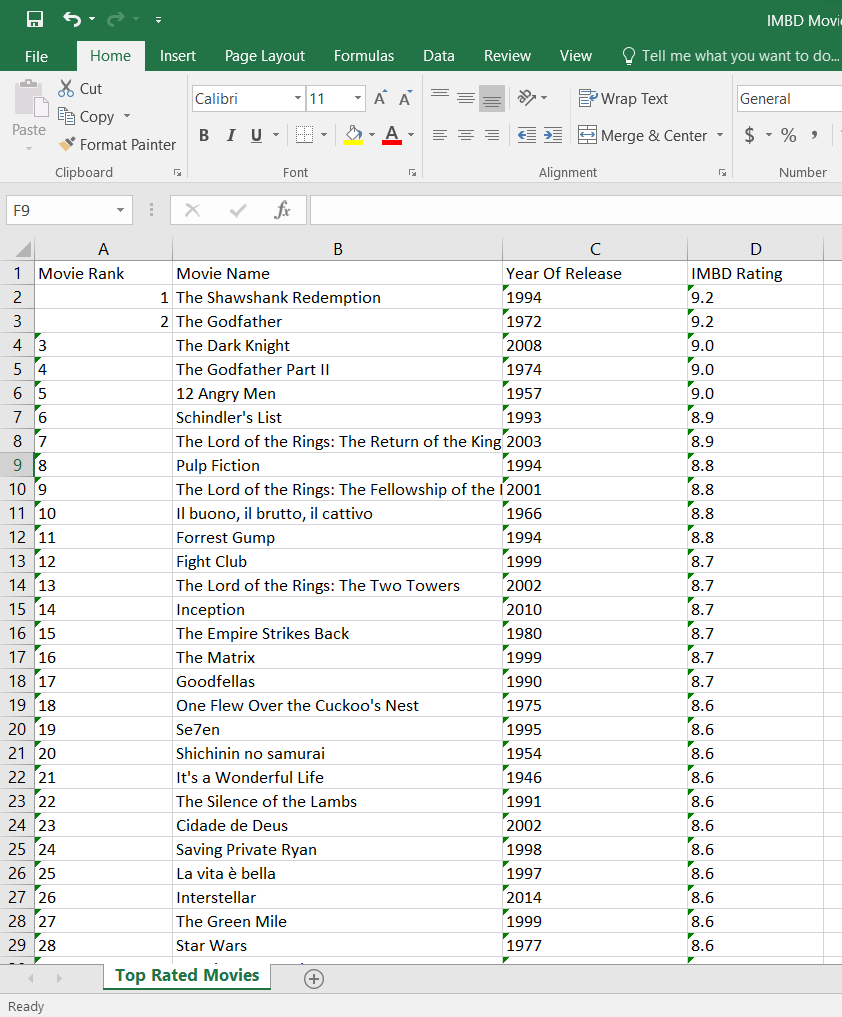 IMBD Movi
File Home Insert Page Layout Formulas Data Review View Tell me what you want to do...
Paste Cut
Copy
Format Painter
Calibri 11 A A
B I U A
Wrap Text
Merge & Center
General
$ % ,
Clipboard Font Alignment Number
F9 fx
A B C D
1 Movie Rank Movie Name Year Of Release IMBD Rating
2 1 The Shawshank Redemption 1994 9.2
3 2 The Godfather 1972 9.2
4 3 The Dark Knight 2008 9.0
5 4 The Godfather Part II 1974 9.0
6 5 12 Angry Men 1957 9.0
7 6 Schindler's List 1993 8.9
8 7 The Lord of the Rings: The Return of the King 2003 8.9
9 8 Pulp Fiction 1994 8.8
10 9 The Lord of the Rings: The Fellowship of the 2001 8.8
11 10 Il buono, il brutto, il cattivo 1966 8.8
12 11 Forrest Gump 1994 8.8
13 12 Fight Club 1999 8.7
14 13 The Lord of the Rings: The Two Towers 2002 8.7
15 14 Inception 2010 8.7
16 15 The Empire Strikes Back 1980 8.7
17 16 The Matrix 1999 8.7
18 17 Goodfellas 1990 8.7
19 18 One Flew Over the Cuckoo's Nest 1975 8.6
20 19 Se7en 1995 8.6
21 20 Shichinin no samurai 1954 8.6
22 21 It's a Wonderful Life 1946 8.6
23 22 The Silence of the Lambs 1991 8.6
24 23 Cidade de Deus 2002 8.6
25 24 Saving Private Ryan 1998 8.6
26 25 La vita è bella 1997 8.6
27 26 Interstellar 2014 8.6
28 27 The Green Mile 1999 8.6
29 28 Star Wars 1977 8.6
Top Rated Movies
Ready